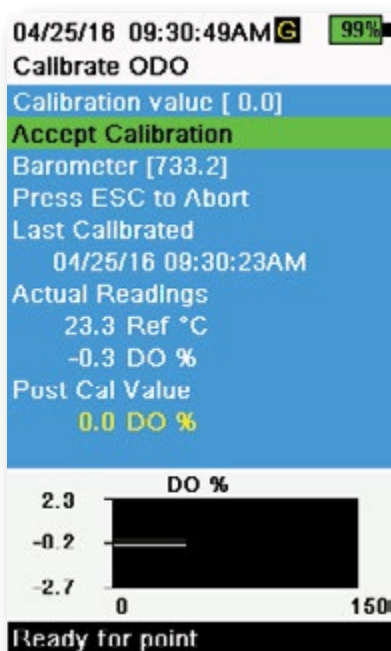 04/25/16 09:30:49AM G 99%
Calibrate ODO
Calibration value [ 0.0]
Accept Calibration
Barometer [733.2]
Press ESC to Abort
Last Calibrated
04/25/16 09:30:23AM
Actual Readings
23.3 Ref °C
-0.3 DO %
Post Cal Value
0.0 DO %
DO %
2.3
-0.2
-2.7
0 150
Ready for point